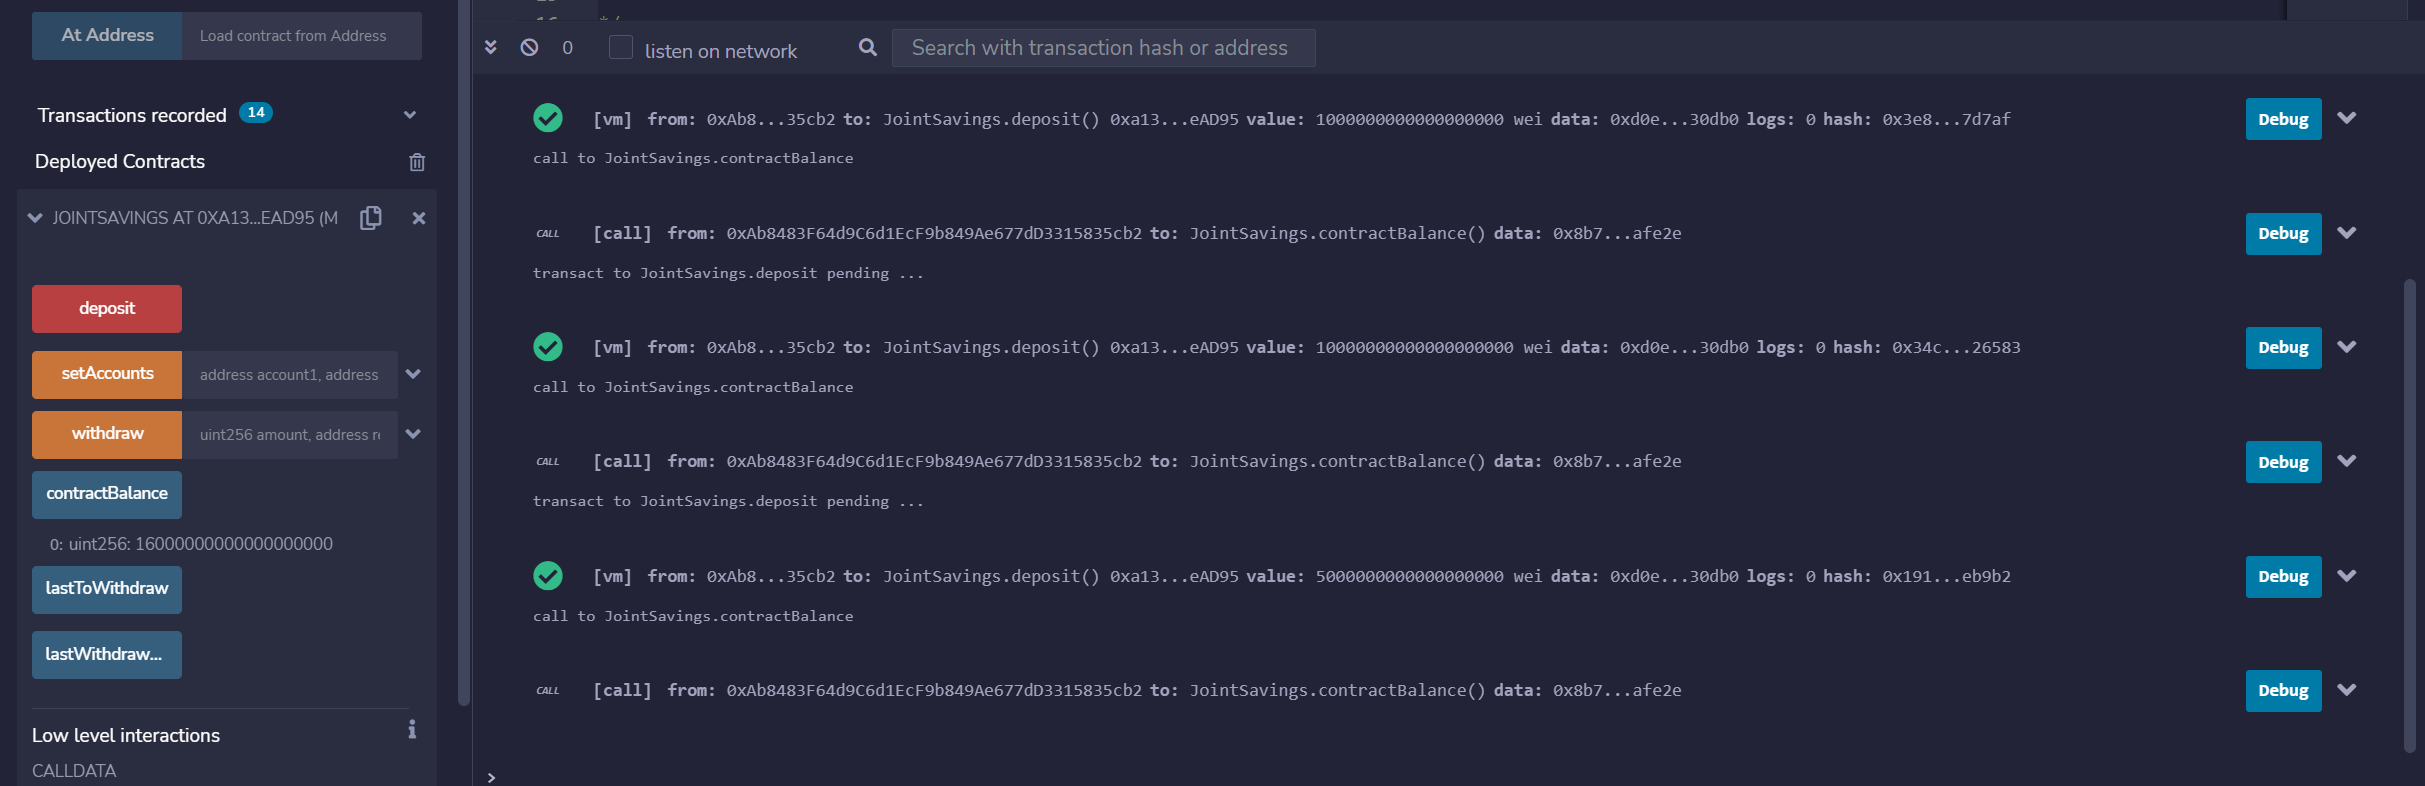 At Address Load contract from Address
Transactions recorded 14
Deployed Contracts
JOINTSAVINGS AT 0XA13...EAD95 (M
deposit
setAccounts address account1, address
withdraw uint256 amount, address re
contractBalance
0: uint256: 16000000000000000000
lastToWithdraw
lastWithdraw...
Low level interactions
CALLDATA
16 */
0 listen on network Search with transaction hash or address
[vm] from: 0xAb8...35cb2 to: JointSavings.deposit() 0xa13...eAD95 value: 1000000000000000000 wei data: 0xd0e...30db0 logs: 0 hash: 0x3e8...7d7af Debug
call to JointSavings.contractBalance
CALL [call] from: 0xAb8483F64d9C6d1EcF9b849Ae677dD3315835cb2 to: JointSavings.contractBalance() data: 0x8b7...afe2e Debug
transact to JointSavings.deposit pending ...
[vm] from: 0xAb8...35cb2 to: JointSavings.deposit() 0xa13...eAD95 value: 10000000000000000000 wei data: 0xd0e...30db0 logs: 0 hash: 0x34c...26583 Debug
call to JointSavings.contractBalance
CALL [call] from: 0xAb8483F64d9C6d1EcF9b849Ae677dD3315835cb2 to: JointSavings.contractBalance() data: 0x8b7...afe2e Debug
transact to JointSavings.deposit pending ...
[vm] from: 0xAb8...35cb2 to: JointSavings.deposit() 0xa13...eAD95 value: 5000000000000000000 wei data: 0xd0e...30db0 logs: 0 hash: 0x191...eb9b2 Debug
call to JointSavings.contractBalance
CALL [call] from: 0xAb8483F64d9C6d1EcF9b849Ae677dD3315835cb2 to: JointSavings.contractBalance() data: 0x8b7...afe2e Debug
>